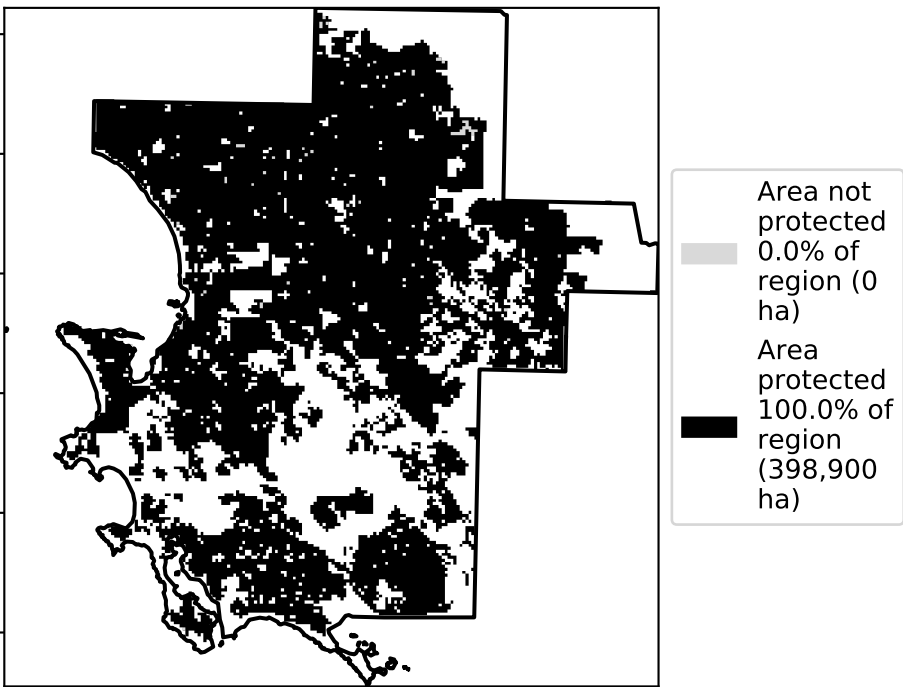 Area not
protected
0.0% of
region (0
ha)
Area
protected
100.0% of
region
(398,900
ha)